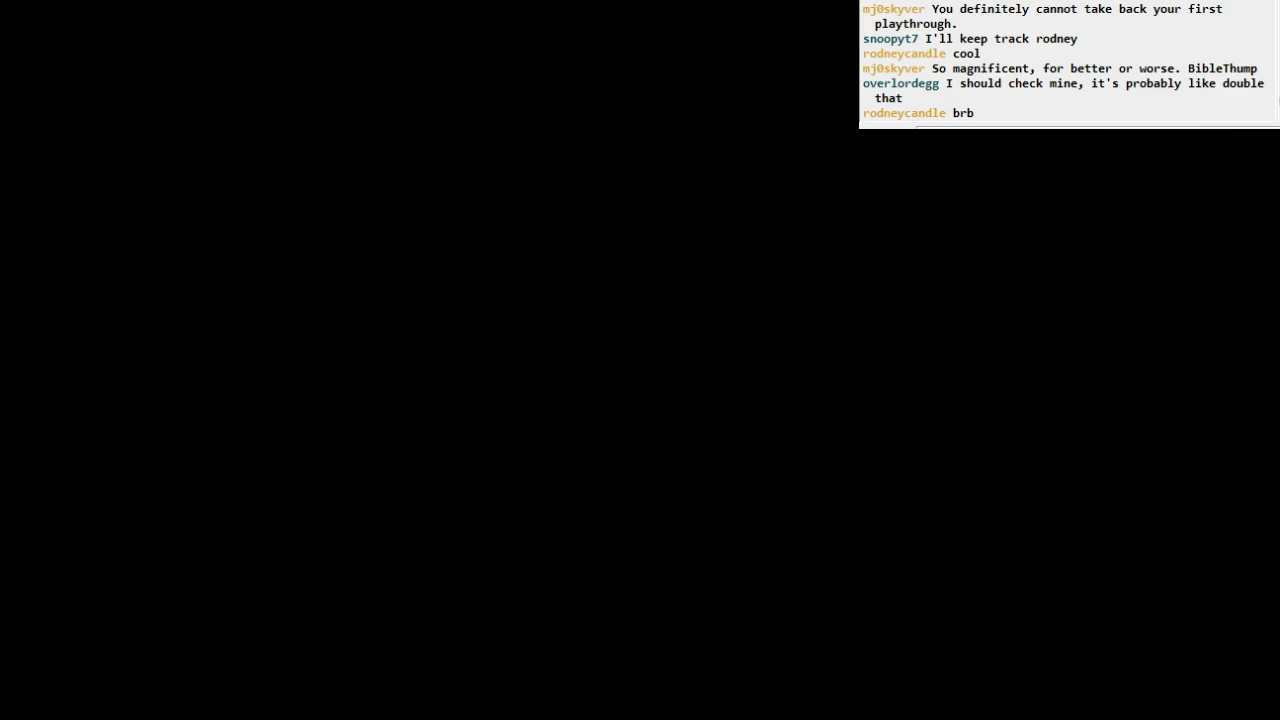 mj0skyver You definitely cannot take back your first
playthrough.
snoopyt7 I'll keep track rodney
rodneycandle cool
mj0skyver So magnificent, for better or worse. BibleThump
overlordegg I should check mine, it's probably like double
that
rodneycandle brb